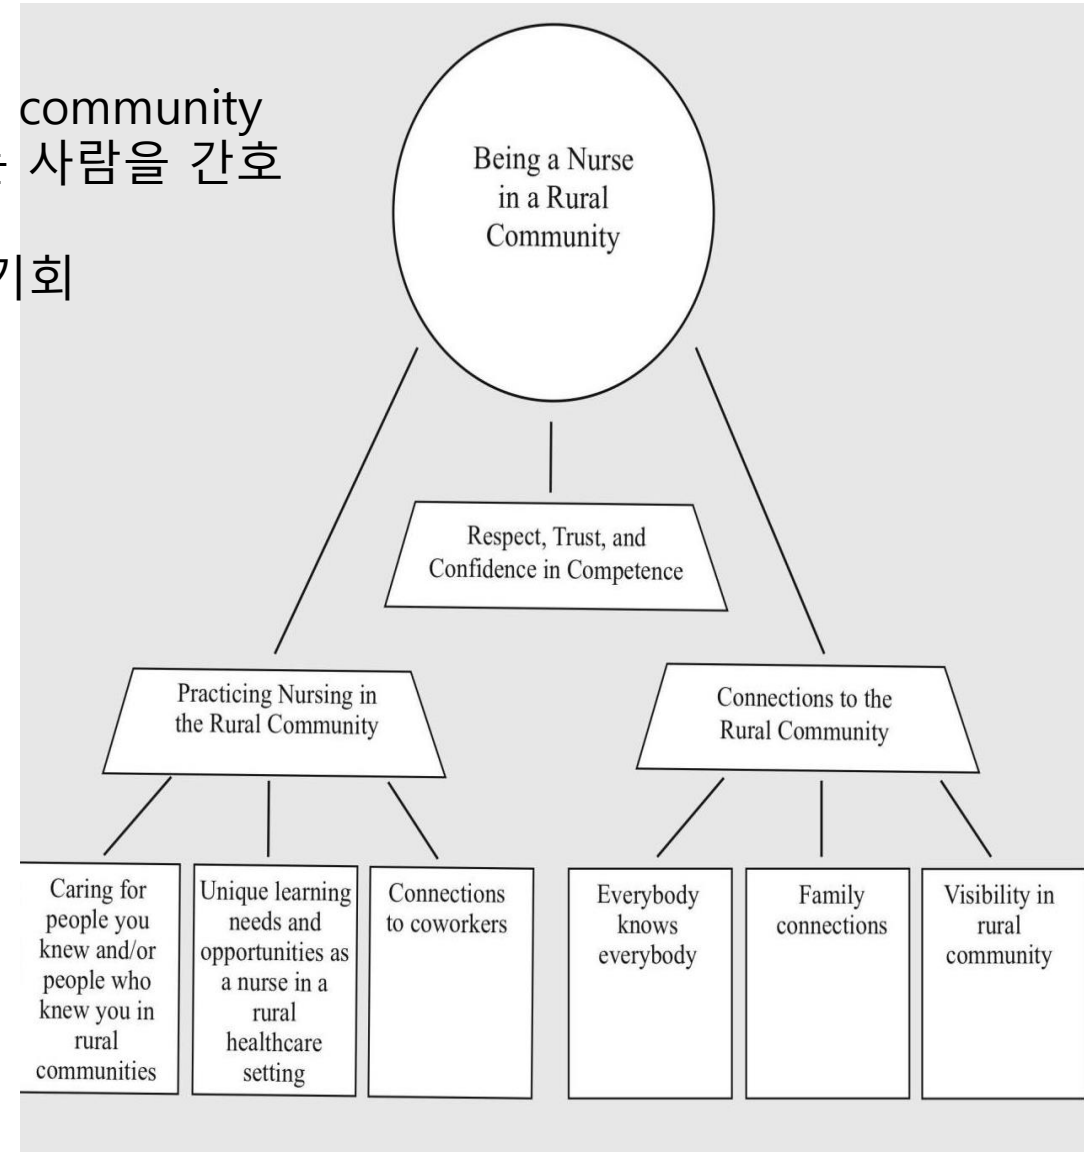 community
사람을 간호
기회
Being a Nurse
in a Rural
Community
Respect, Trust, and
Confidence in Competence
Practicing Nursing in
the Rural Community
Connections to the
Rural Community
Caring for
people you
knew and/or
people who
knew you in
rural
communities
Unique learning
needs and
opportunities as
a nurse in a
rural
healthcare
setting
Connections
to coworkers
Everybody
knows
everybody
Family
connections
Visibility in
rural
community